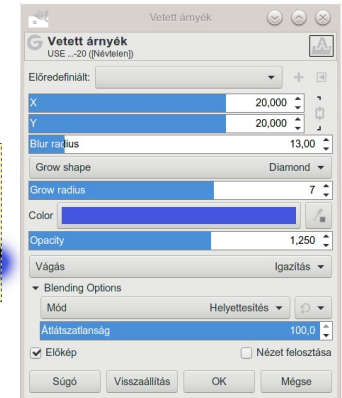 Vetett árnyék
Vetett árnyék
USE ...-20 ([Névtelen])
Előredefiniált:
X 20,000
Y 20,000
Blur radius 13,00
Grow shape Diamond
Grow radius 7
Color
Opacity 1,250
Vágás Igazítás
Blending Options
Mód Helyettesítés
Átlátszatlanság 100,0
Előkép Nézet felosztása
Súgó Visszaállítás OK Mégse